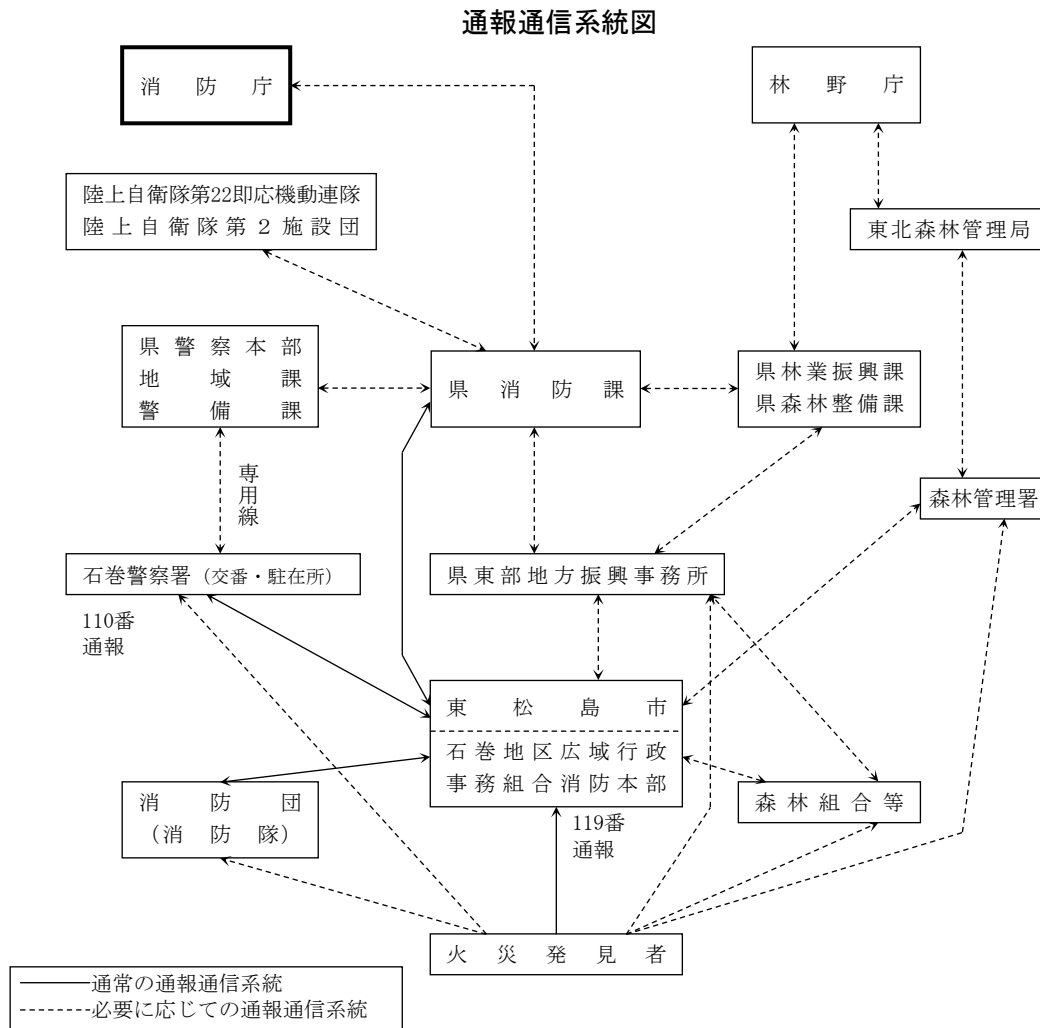 通報通信系統図
消防庁
林野庁
陸上自衛隊第22即応機動連隊
陸上自衛隊第２施設団
東北森林管理局
県警察本部
地域課
警備課
県消防課
県林業振興課
県森林整備課
専用線
森林管理署
石巻警察署（交番・駐在所）
県東部地方振興事務所
110番
通報
東松島市
石巻地区広域行政
事務組合消防本部
消防団
（消防隊）
森林組合等
119番
通報
火災発見者
通常の通報通信系統
必要に応じての通報通信系統